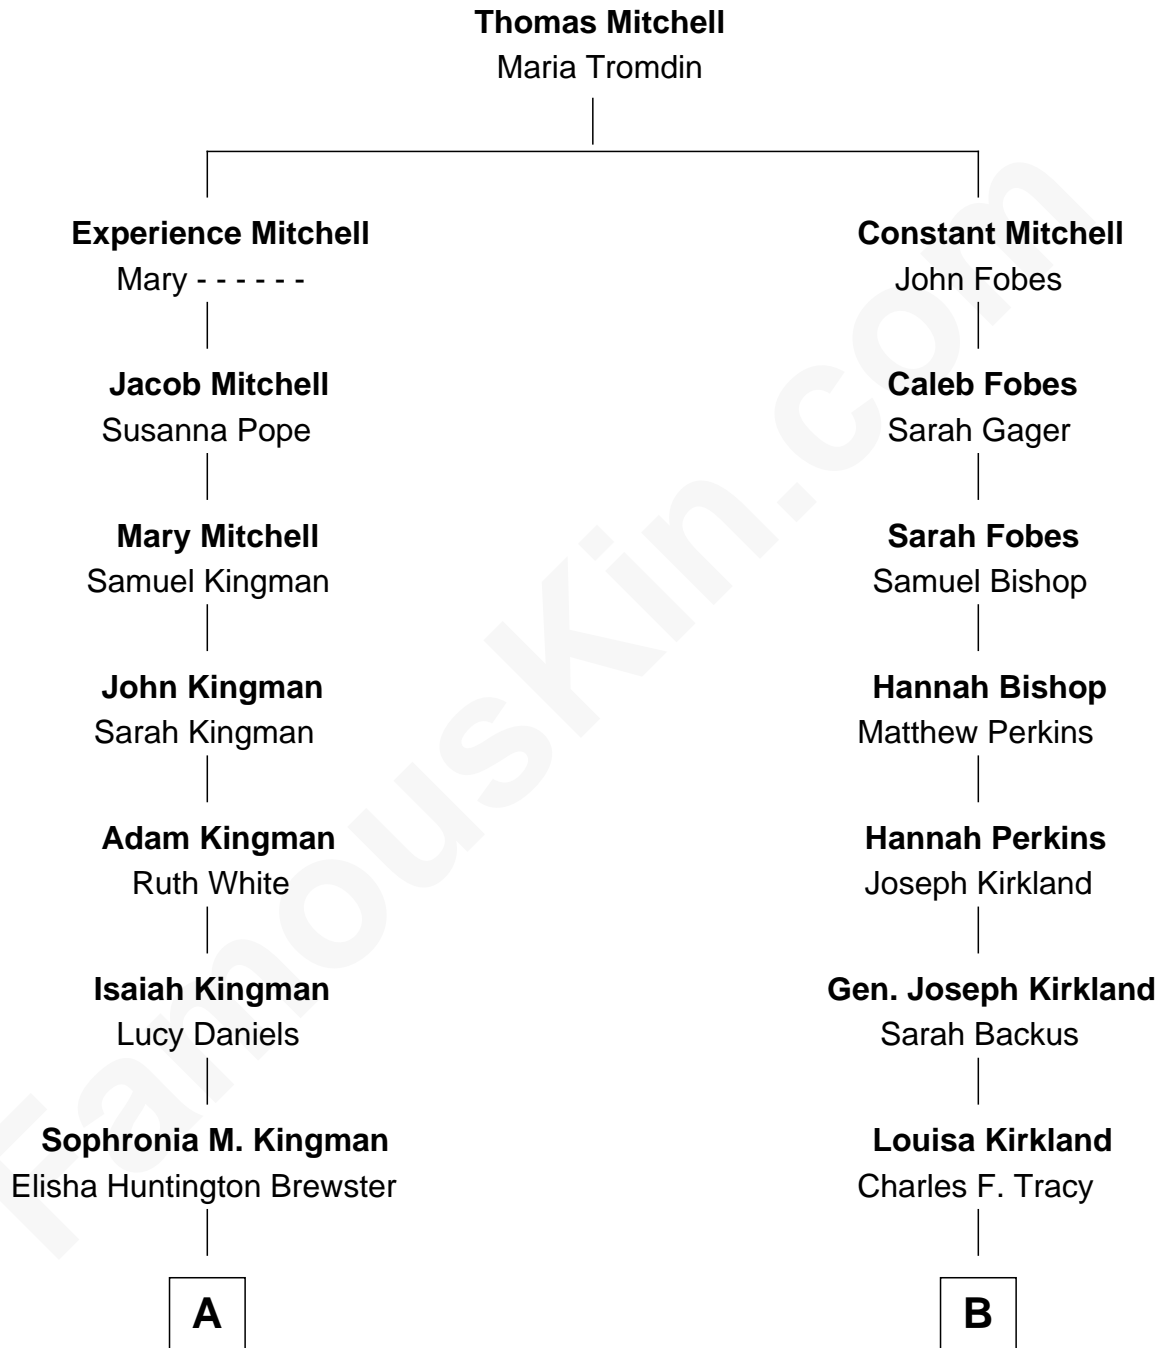 Thomas Mitchell
Maria Tromdin
Experience Mitchell
Mary - - - - - -
Constant Mitchell
John Fobes
Jacob Mitchell
Susanna Pope
Caleb Fobes
Sarah Gager
Mary Mitchell
Samuel Kingman
Sarah Fobes
Samuel Bishop
John Kingman
Sarah Kingman
Hannah Bishop
Matthew Perkins
Adam Kingman
Ruth White
Hannah Perkins
Joseph Kirkland
Isaiah Kingman
Lucy Daniels
Gen. Joseph Kirkland
Sarah Backus
Sophronia M. Kingman
Elisha Huntington Brewster
Louisa Kirkland
Charles F. Tracy
A
B
FamousKin.com